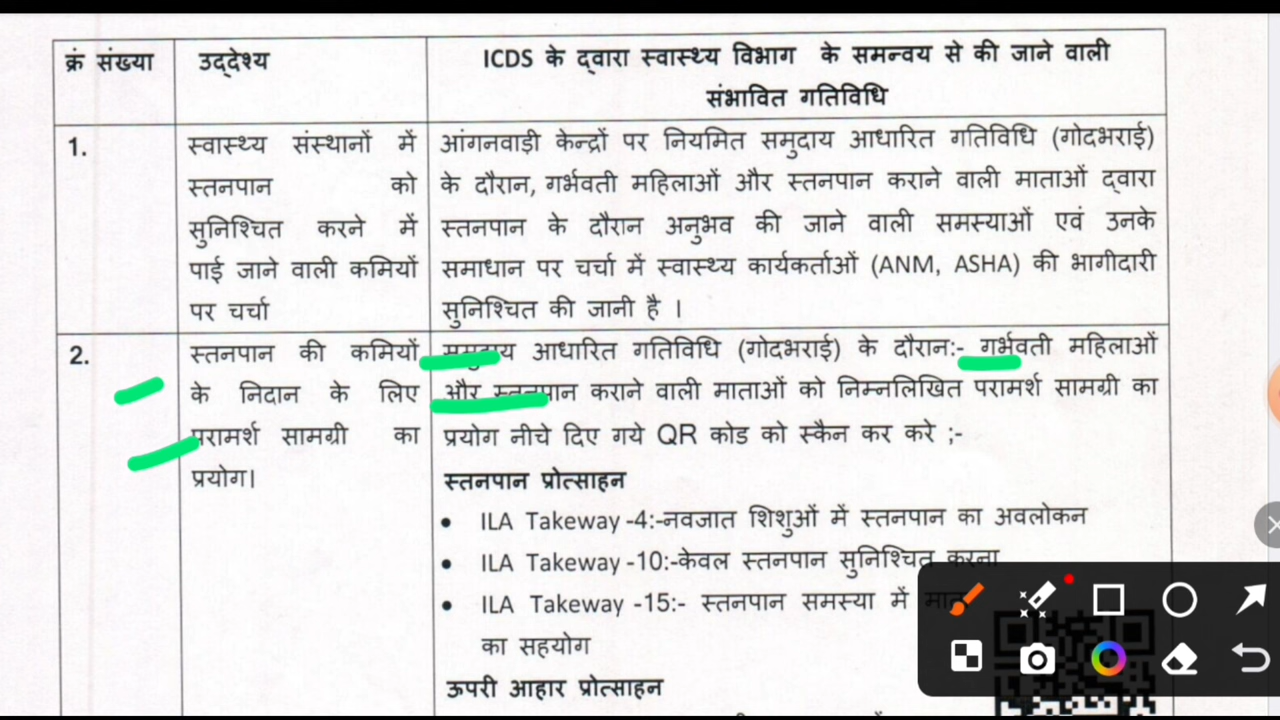 क्रं संख्या
उद्देश्य
ICDS के द्वारा स्वास्थ्य विभाग के समन्वय से की जाने वाली
संभावित गतिविधि
1.
स्वास्थ्य संस्थानों में
स्तनपान को
सुनिश्चित करने में
पाई जाने वाली कमियों
पर चर्चा
आंगनवाड़ी केन्द्रों पर नियमित समुदाय आधारित गतिविधि (गोदभराई)
के दौरान, गर्भवती महिलाओं और स्तनपान कराने वाली माताओं द्वारा
स्तनपान के दौरान अनुभव की जाने वाली समस्याओं एवं उनके
समाधान पर चर्चा में स्वास्थ्य कार्यकर्ताओं (ANM, ASHA) की भागीदारी
सुनिश्चित की जानी है ।
2.
स्तनपान की कमियों
के निदान के लिए
परामर्श सामग्री का
प्रयोग।
समुदाय आधारित गतिविधि (गोदभराई) के दौरान:- गर्भवती महिलाओं
और स्तनपान कराने वाली माताओं को निम्नलिखित परामर्श सामग्री का
प्रयोग नीचे दिए गये QR कोड को स्कैन कर करे ;-
स्तनपान प्रोत्साहन
• ILA Takeway -4:-नवजात शिशुओं में स्तनपान का अवलोकन
• ILA Takeway -10:-केवल स्तनपान सुनिश्चित करना
• ILA Takeway -15:- स्तनपान समस्या में
का सहयोग
ऊपरी आहार प्रोत्साहन